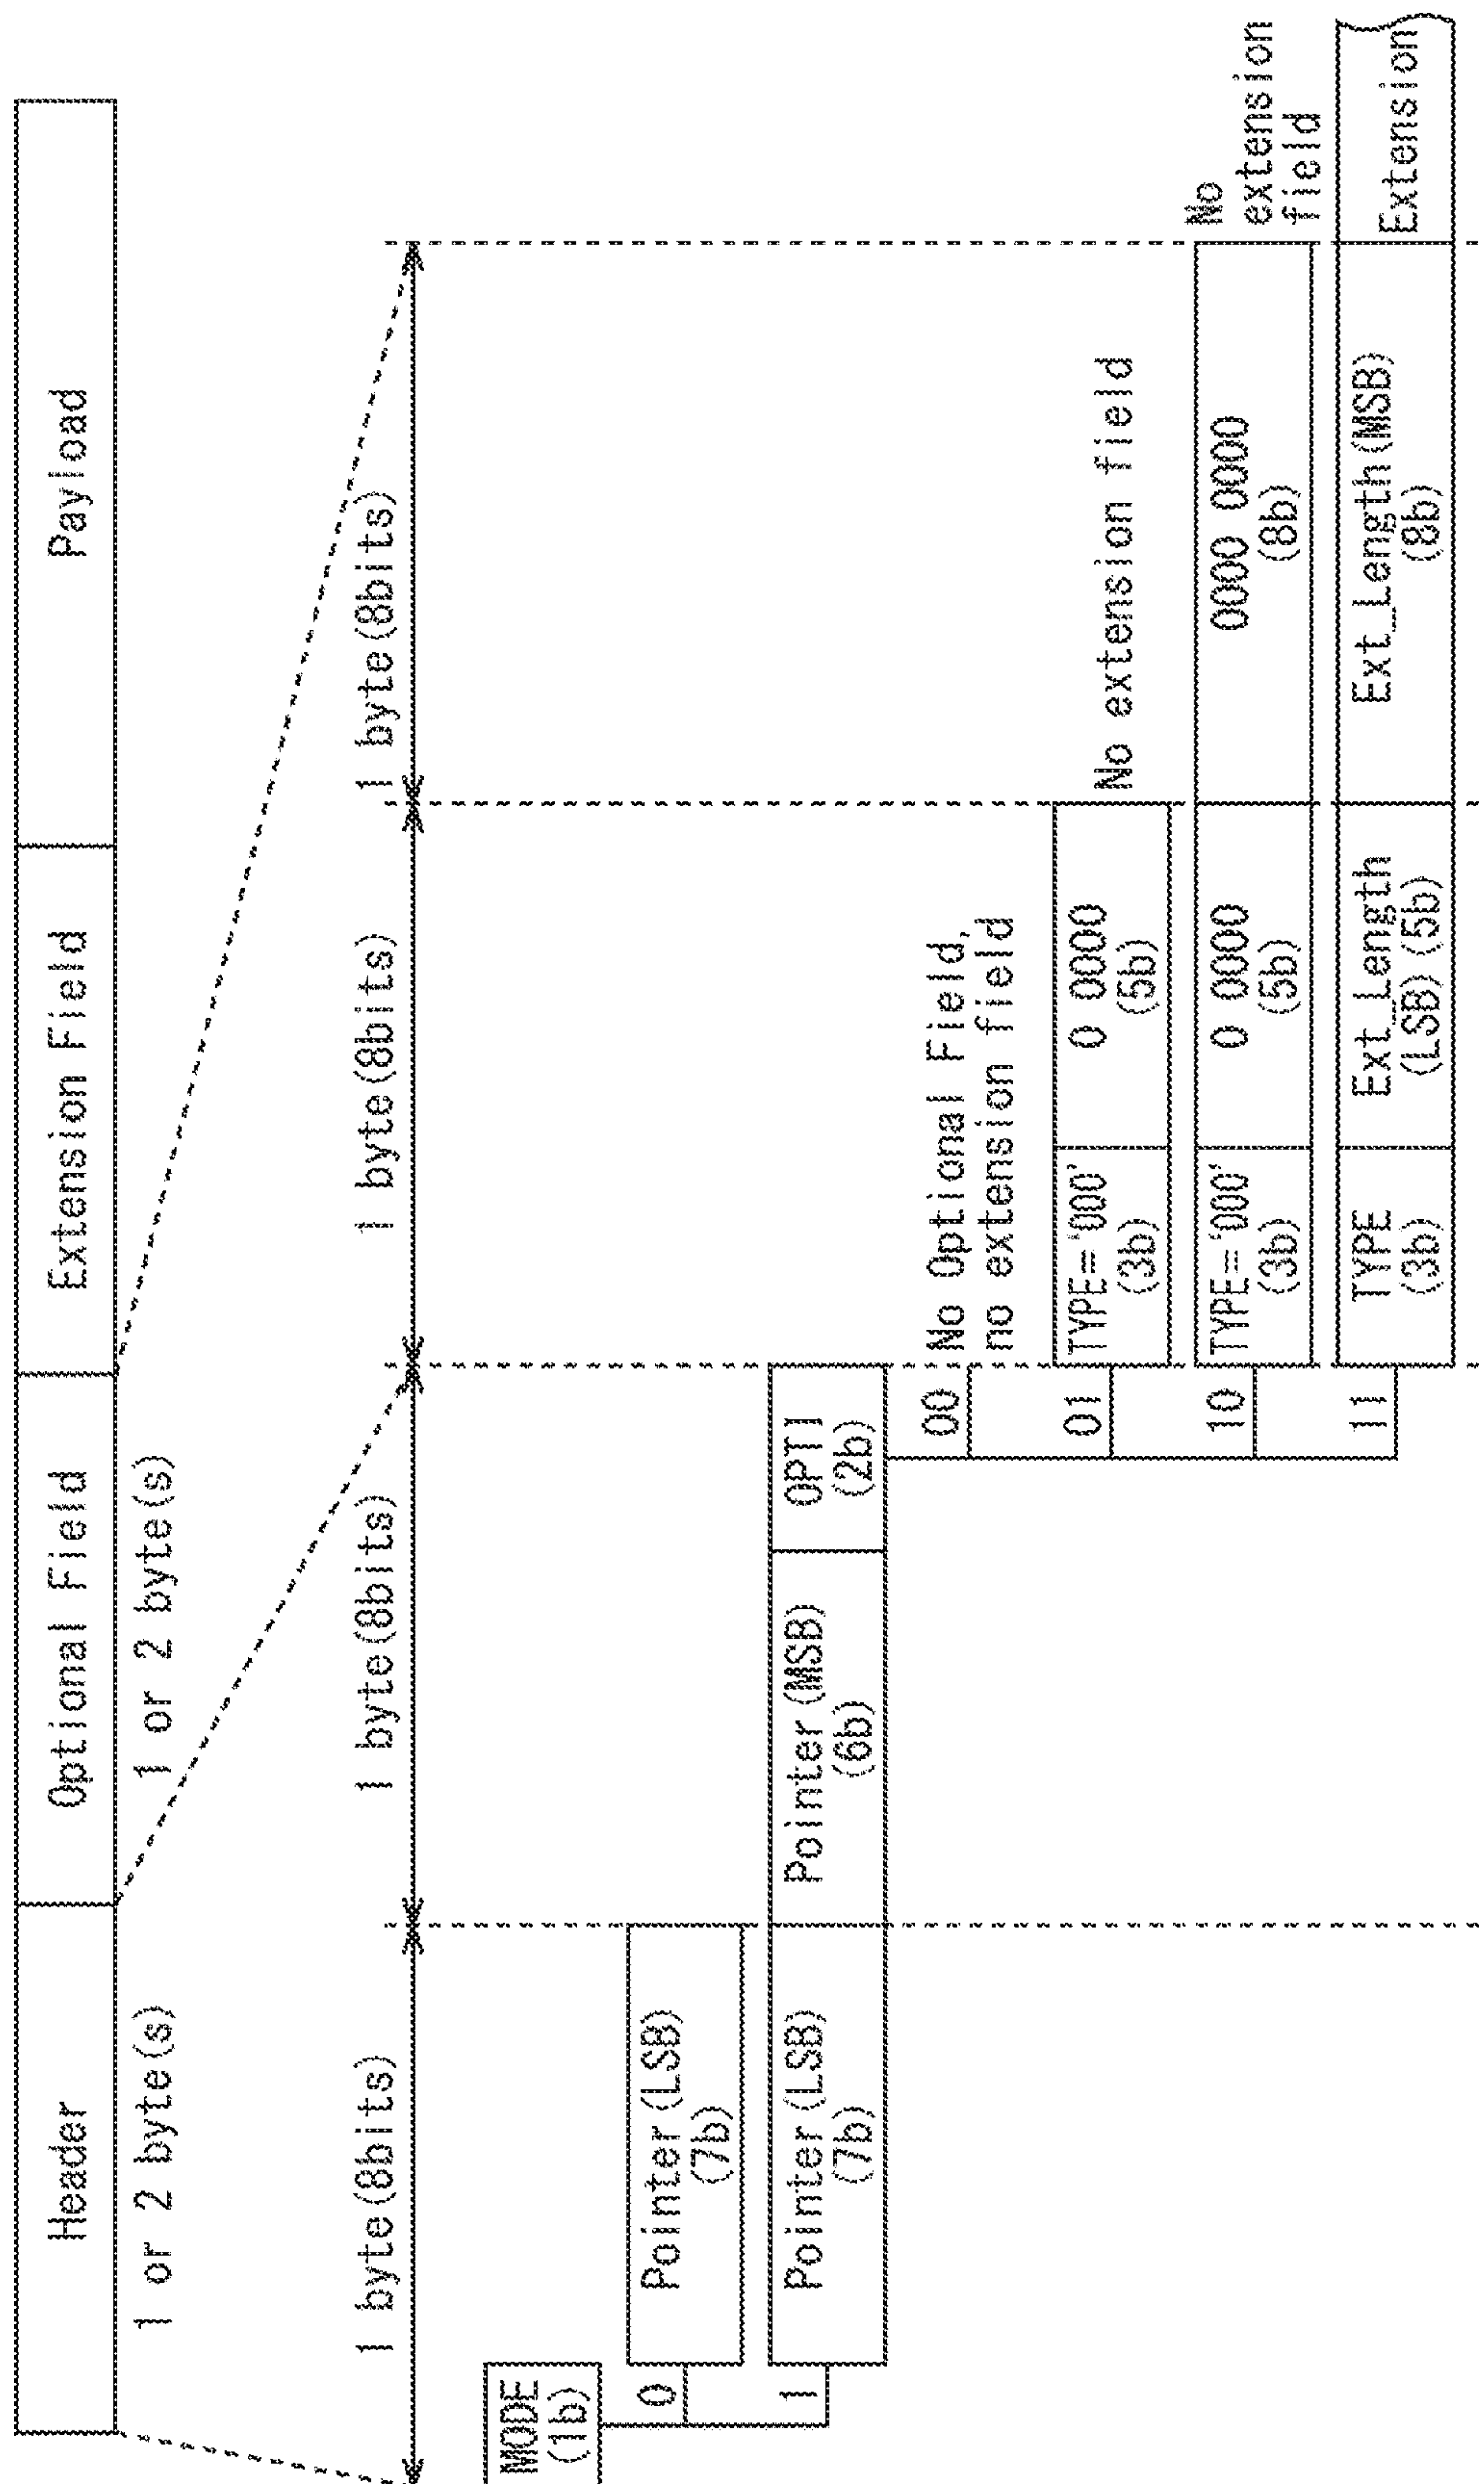 Header
Optional Field
Extension Field
Payload
1 or 2 byte(s)
1 or 2 byte(s)
1 byte(8bits)
1 byte(8bits)
1 byte(8bits)
1 byte(8bits)
MODE
(1b)
0
Pointer(LSB)
(7b)
1
Pointer(LSB)
(7b)
Pointer(MSB)
(6b)
OPTI
(2b)
00
No Optional Field,
no extension field
01
TYPE='000'
(3b)
0 0000
(5b)
No extension field
10
TYPE='000'
(3b)
0 0000
(5b)
0000 0000
(8b)
No
extension
field
11
TYPE
(3b)
Ext_Length
(LSB)(5b)
Ext_Length(MSB)
(8b)
Extension